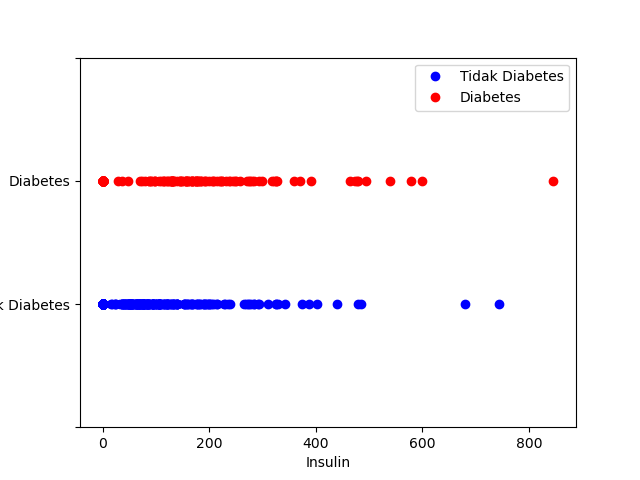 Tidak Diabetes
Diabetes
Diabetes
k Diabetes
0 200 400 600 800
Insulin